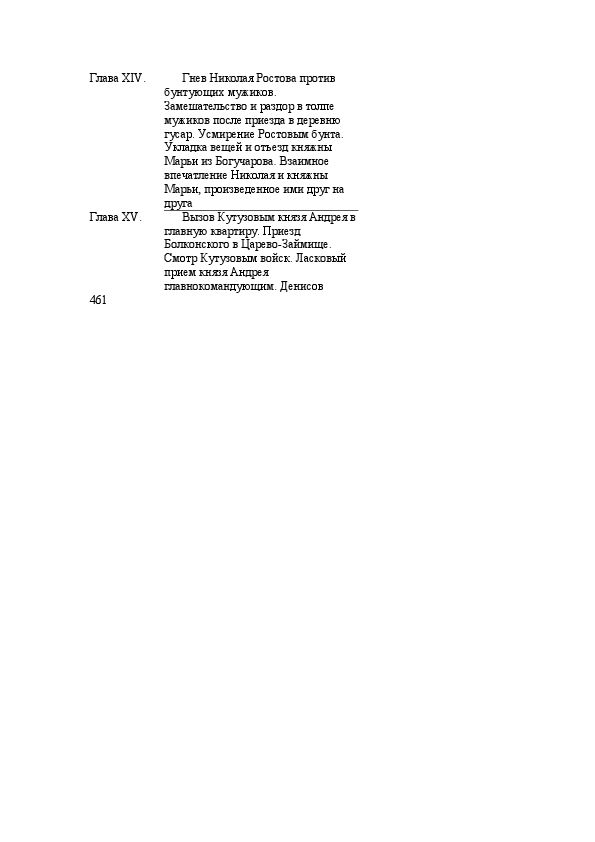 Глава XIV. Гнев Николая Ростова против
бунтующих мужиков.
Замешательство и раздор в толпе
мужиков после приезда в деревню
гусар. Усмирение Ростовым бунта.
Укладка вещей и отъезд княжны
Марьи из Богучарова. Взаимное
впечатление Николая и княжны
Марьи, произведенное ими друг на
друга
Глава XV. Вызов Кутузовым князя Андрея в
главную квартиру. Приезд
Болконского в Царево-Займище.
Смотр Кутузовым войск. Ласковый
прием князя Андрея
главнокомандующим. Денисов
461